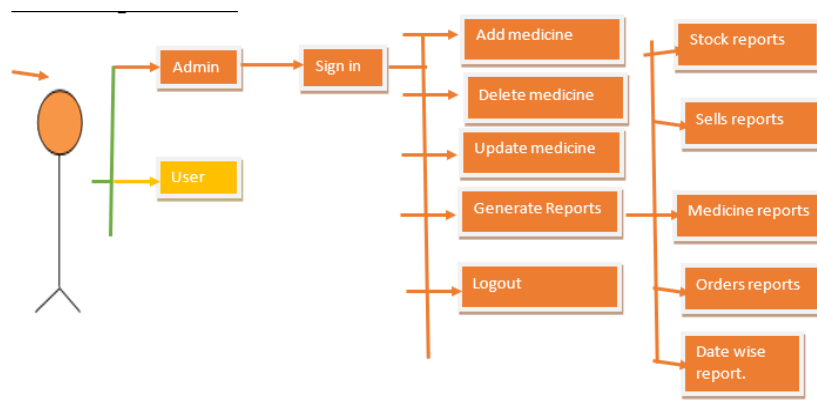 Admin
Sign in
User
Add medicine
Delete medicine
Update medicine
Generate Reports
Logout
Stock reports
Sells reports
Medicine reports
Orders reports
Date wise
report.